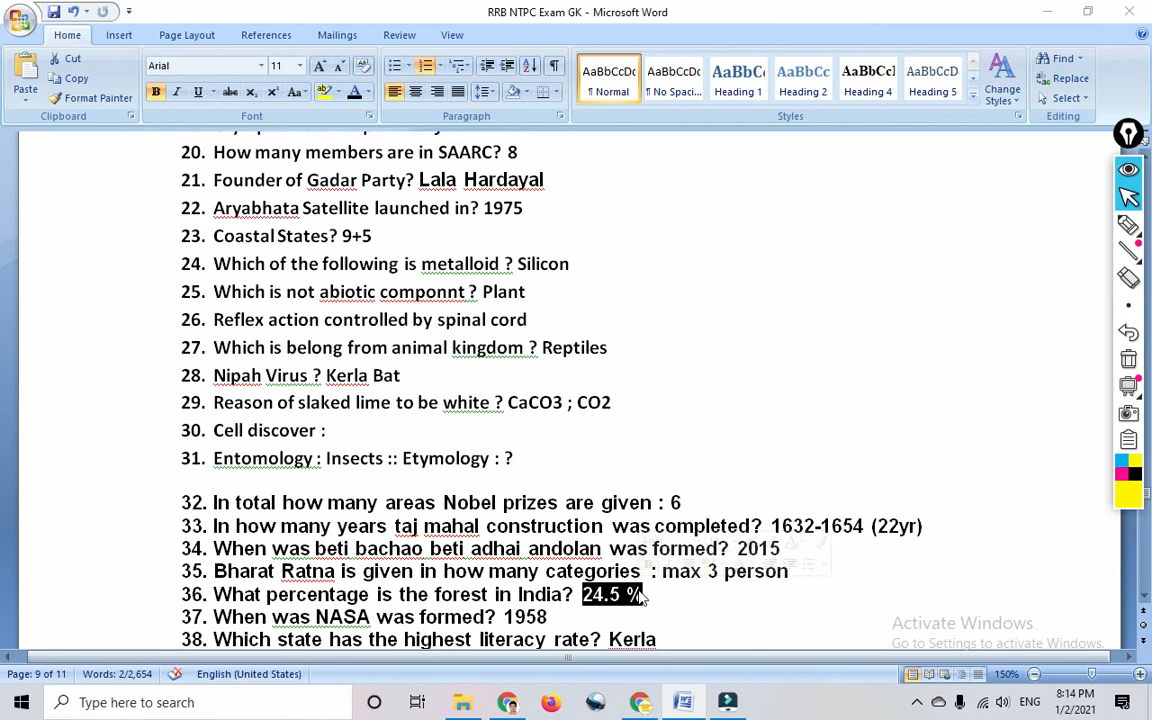 RRB NTPC Exam GK - Microsoft Word
Home Insert Page Layout References Mailings Review View
Paste
Cut
Copy
Format Painter
Clipboard
Arial 11
Font
Paragraph
AaBbCcDc AaBbCcDc AaBbC AaBbCc AaBbCcI AaBbCcD
¶ Normal ¶ No Spaci... Heading 1 Heading 2 Heading 4 Heading 5
Change Styles
Styles
Find
Replace
Select
Editing
20. How many members are in SAARC? 8
21. Founder of Gadar Party? Lala Hardayal
22. Aryabhata Satellite launched in? 1975
23. Coastal States? 9+5
24. Which of the following is metalloid ? Silicon
25. Which is not abiotic componnt ? Plant
26. Reflex action controlled by spinal cord
27. Which is belong from animal kingdom ? Reptiles
28. Nipah Virus ? Kerla Bat
29. Reason of slaked lime to be white ? CaCO3 ; CO2
30. Cell discover :
31. Entomology : Insects :: Etymology : ?
32. In total how many areas Nobel prizes are given : 6
33. In how many years taj mahal construction was completed? 1632-1654 (22yr)
34. When was beti bachao beti adhai andolan was formed? 2015
35. Bharat Ratna is given in how many categories : max 3 person
36. What percentage is the forest in India? 24.5 %
37. When was NASA was formed? 1958
38. Which state has the highest literacy rate? Kerla
Activate Windows
Go to Settings to activate Windows.
Page: 9 of 11 Words: 2/2,654 English (United States) 150%
Type here to search
ENG
8:14 PM
1/2/2021